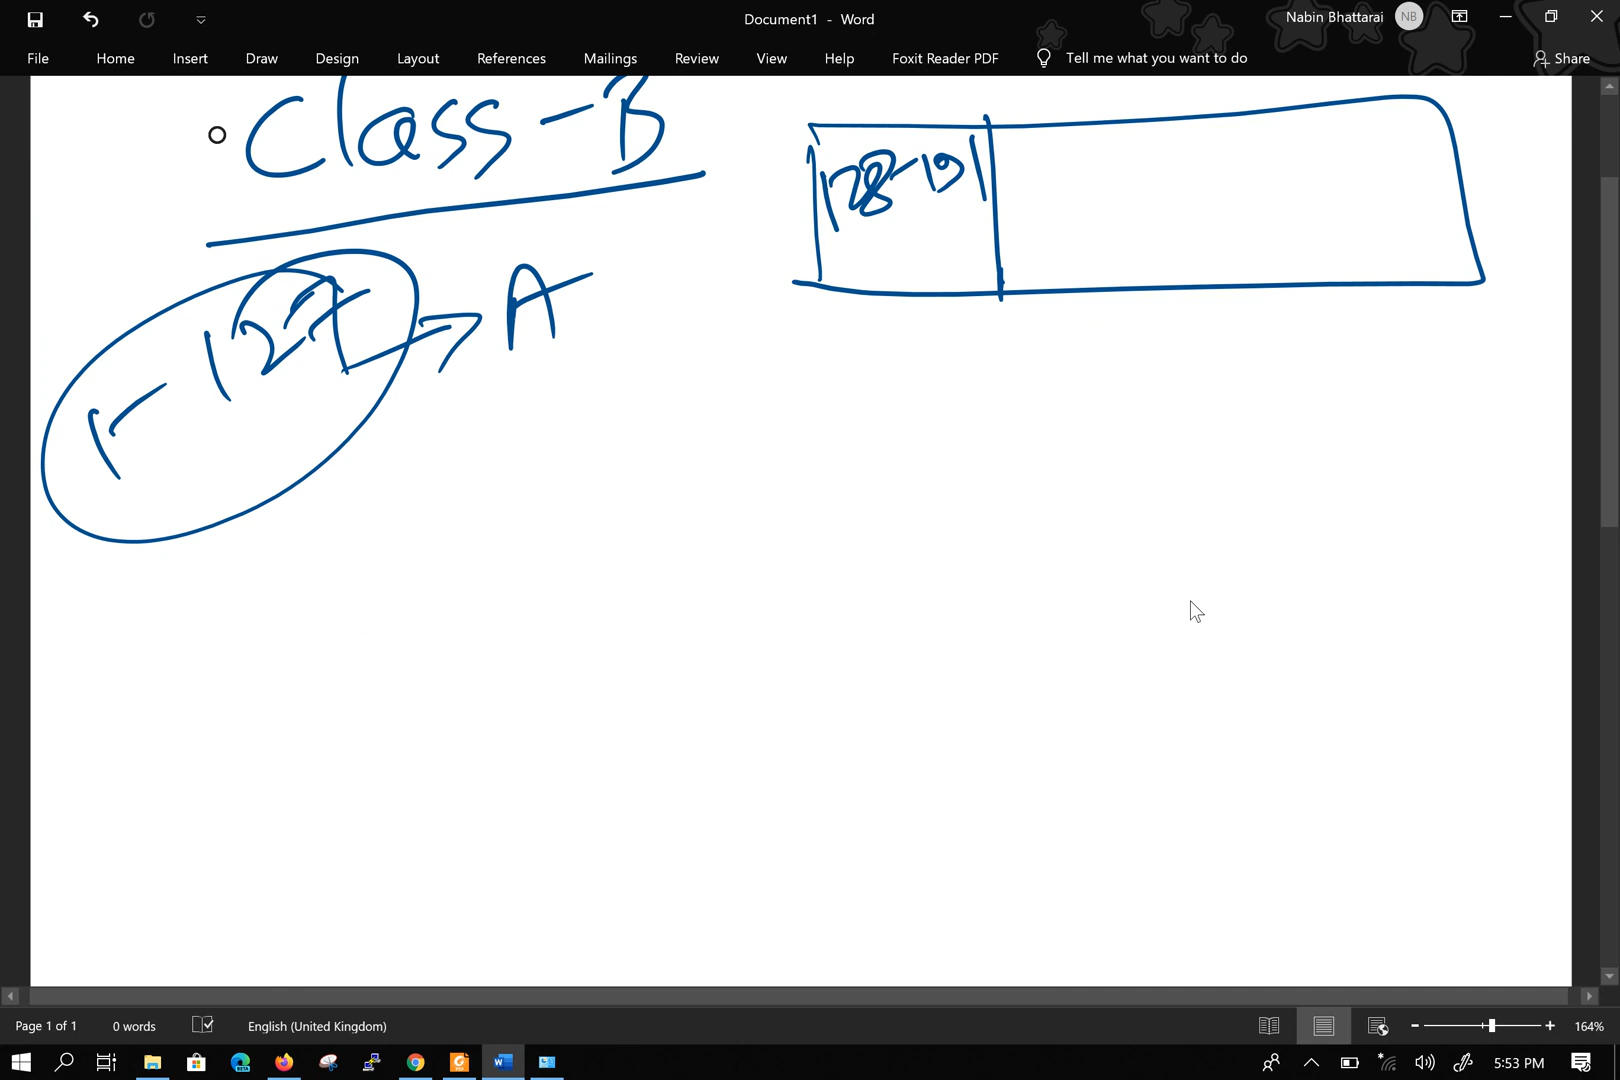 Document1 - Word
Nabin Bhattarai NB
File Home Insert Draw Design Layout References Mailings Review View Help Foxit Reader PDF Tell me what you want to do Share
Class-B
128-191
1-127 → A
Page 1 of 1 0 words English (United Kingdom) 164%
5:53 PM